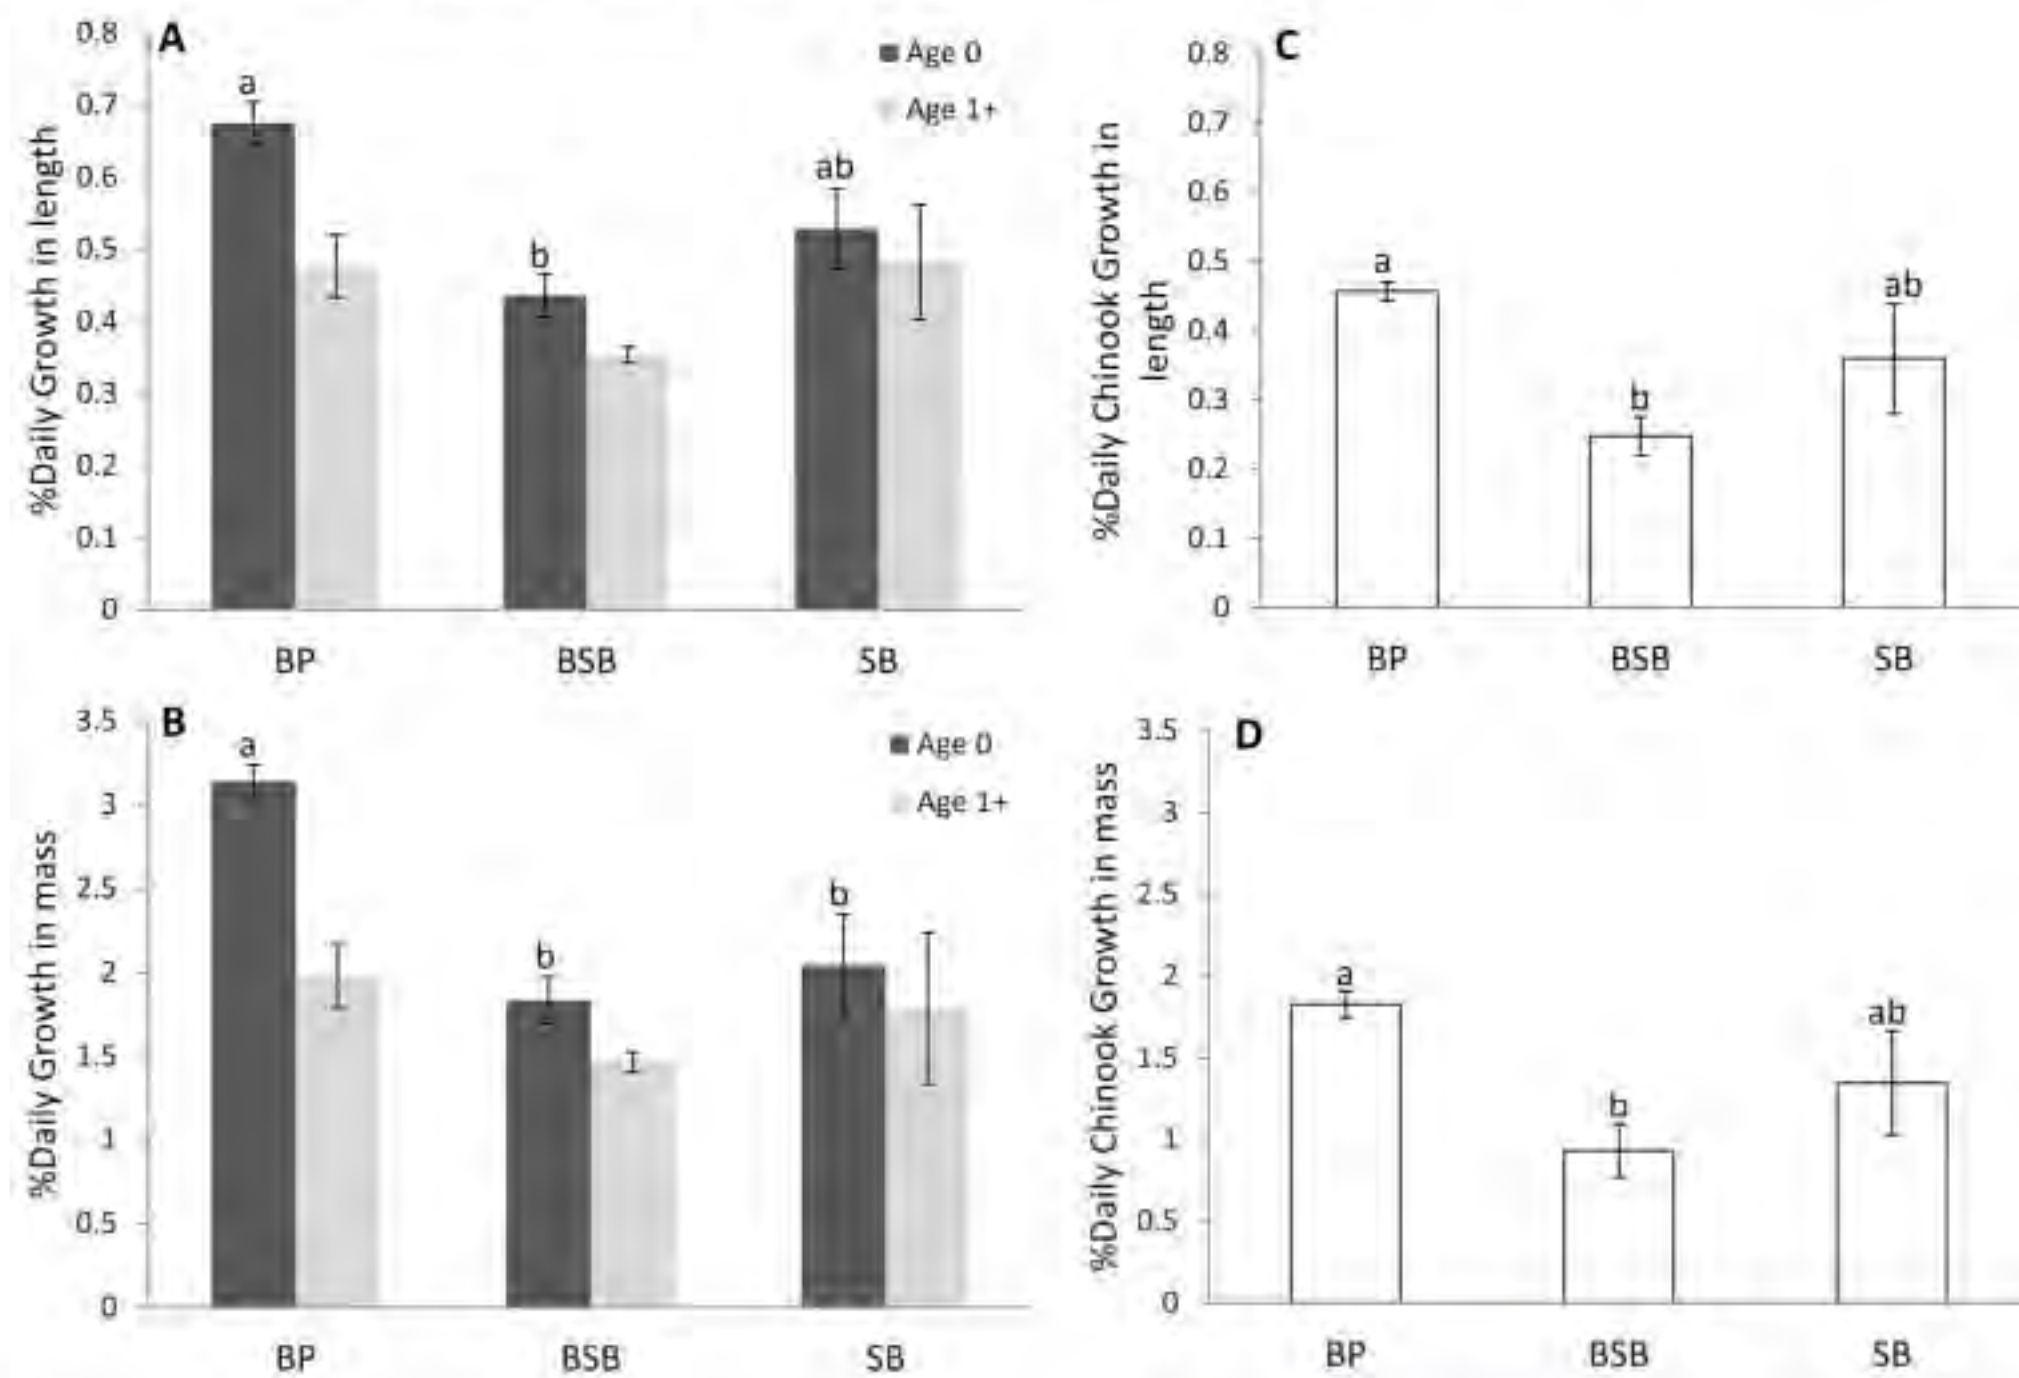 A
%Daily Growth in length
0.8
0.7
0.6
0.5
0.4
0.3
0.2
0.1
0
Age 0
Age 1+
a
b
ab
BP
BSB
SB
C
%Daily Chinook Growth in
length
0.8
0.7
0.6
0.5
0.4
0.3
0.2
0.1
0
a
b
ab
BP
BSB
SB
B
%Daily Growth in mass
3.5
3
2.5
2
1.5
1
0.5
0
Age 0
Age 1+
a
b
b
BP
BSB
SB
D
%Daily Chinook Growth in mass
3.5
3
2.5
2
1.5
1
0.5
0
a
b
ab
BP
BSB
SB